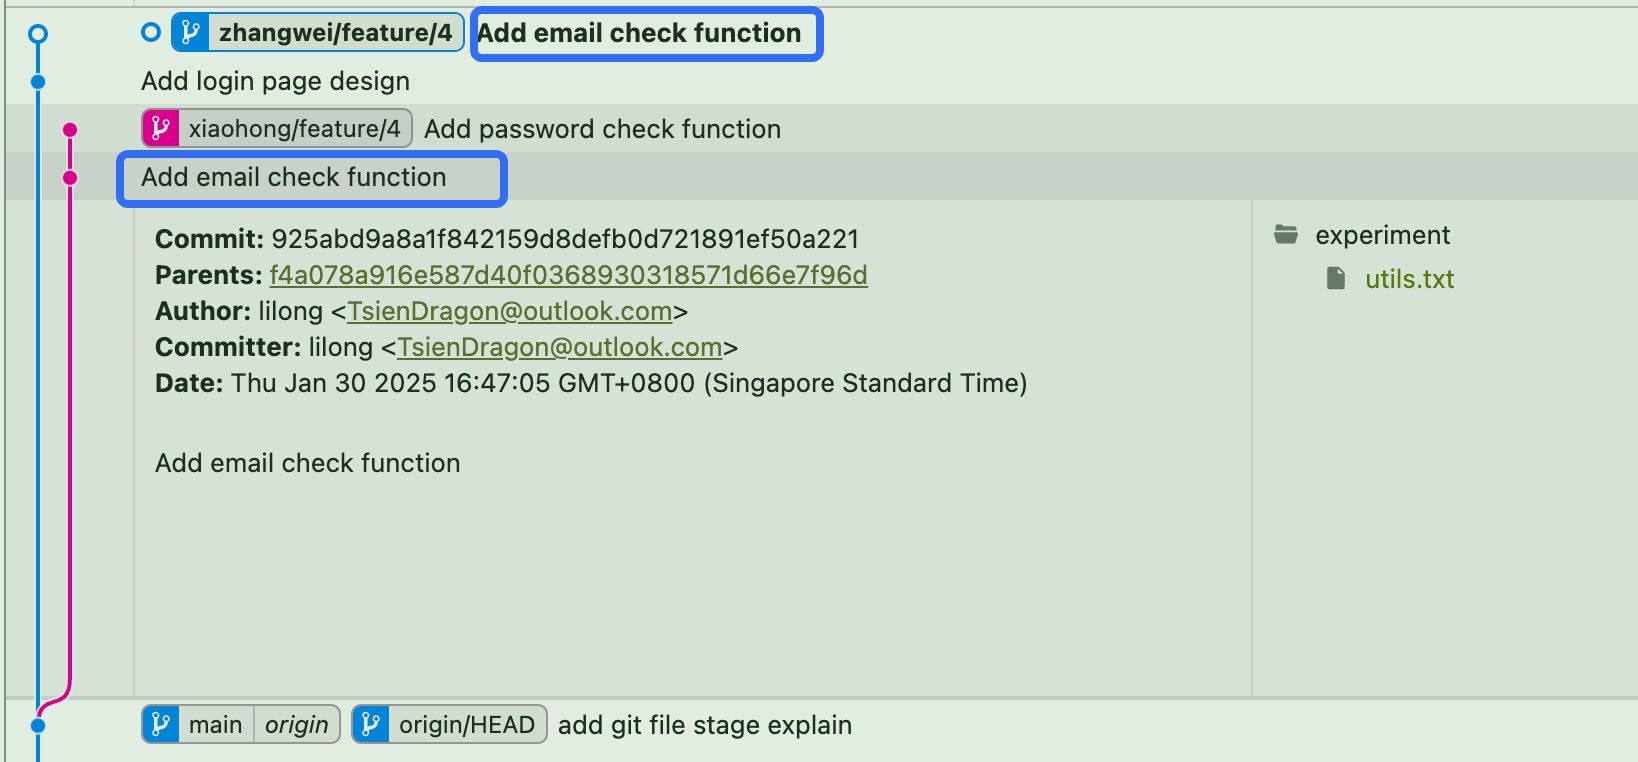 zhangwei/feature/4 Add email check function
Add login page design
xiaohong/feature/4 Add password check function
Add email check function
Commit: 925abd9a8a1f842159d8defb0d721891ef50a221
Parents: f4a078a916e587d40f0368930318571d66e7f96d
Author: lilong <TsienDragon@outlook.com>
Committer: lilong <TsienDragon@outlook.com>
Date: Thu Jan 30 2025 16:47:05 GMT+0800 (Singapore Standard Time)
Add email check function
experiment
utils.txt
main origin origin/HEAD add git file stage explain